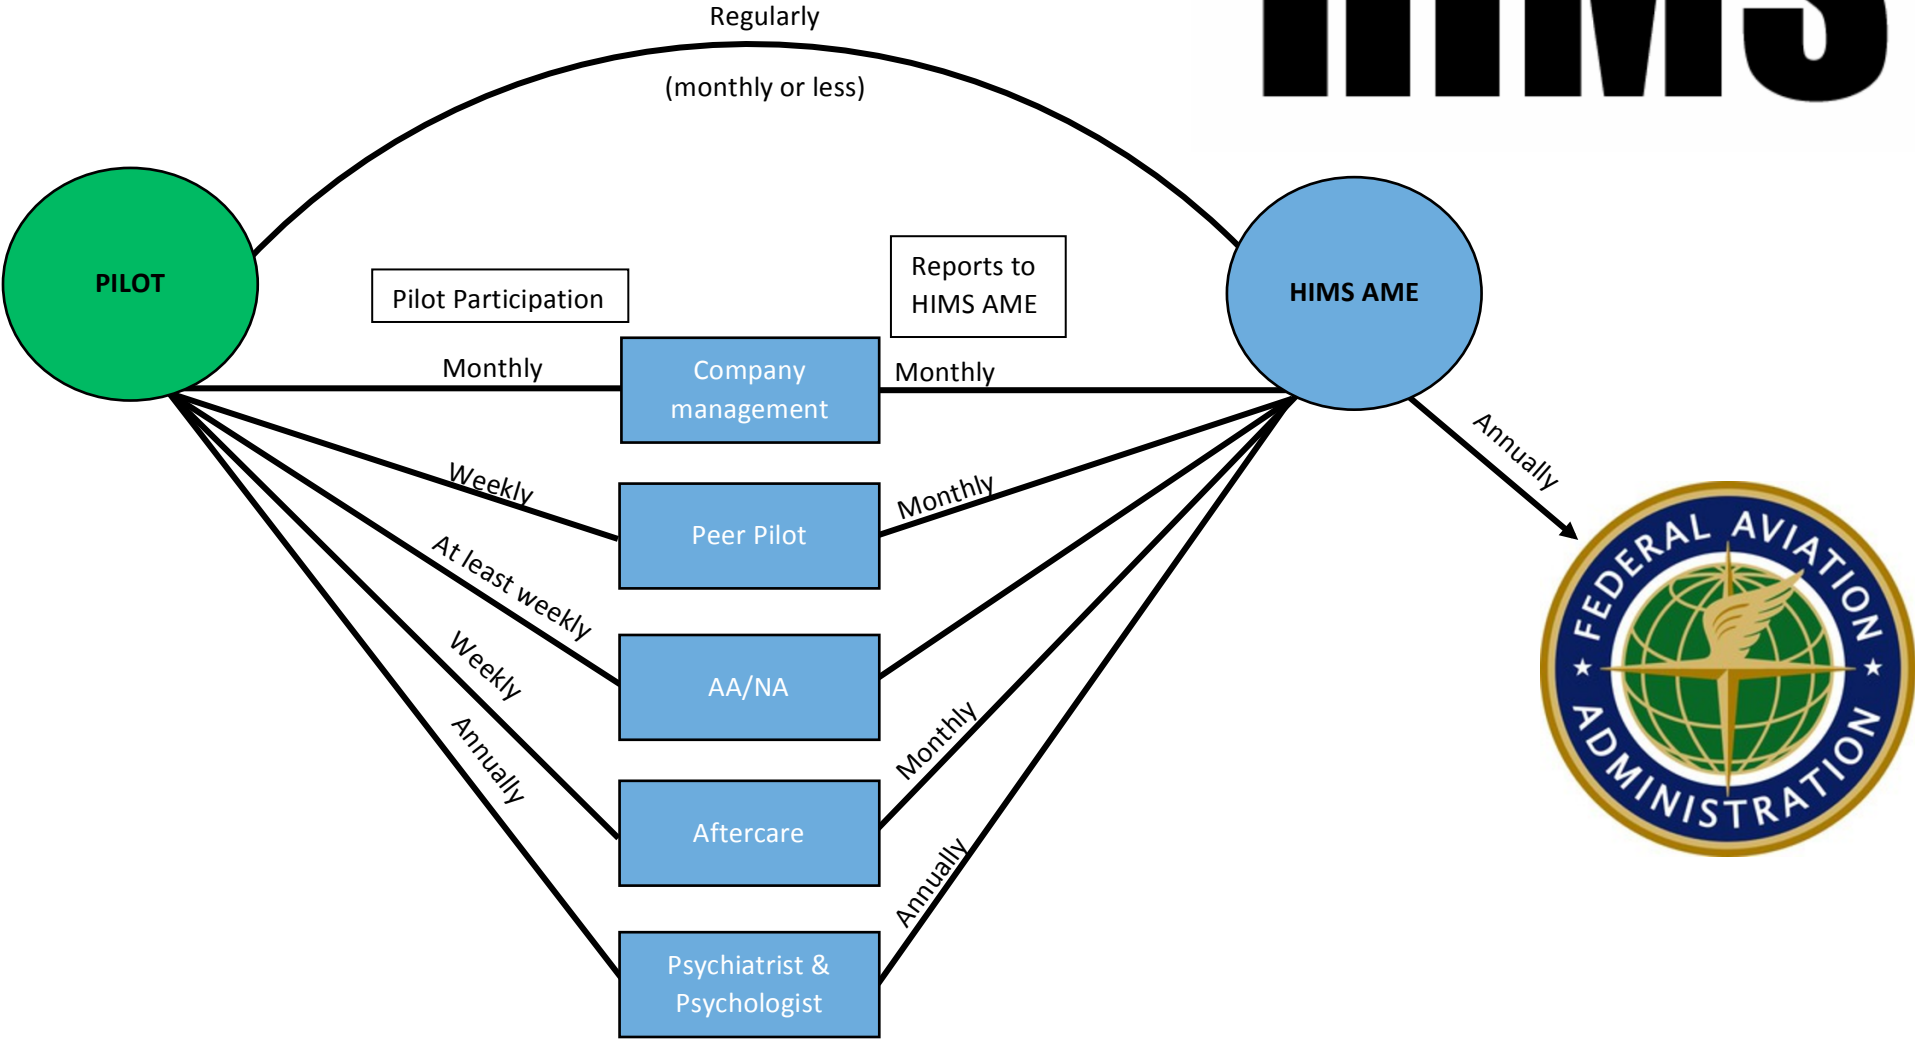 HIMS
Regularly
(monthly or less)
PILOT
HIMS AME
Pilot Participation
Reports to
HIMS AME
Monthly
Company
management
Monthly
Weekly
Peer Pilot
Monthly
At least weekly
AA/NA
Weekly
Aftercare
Monthly
Annually
Psychiatrist &
Psychologist
Annually
Annually
FEDERAL AVIATION
ADMINISTRATION